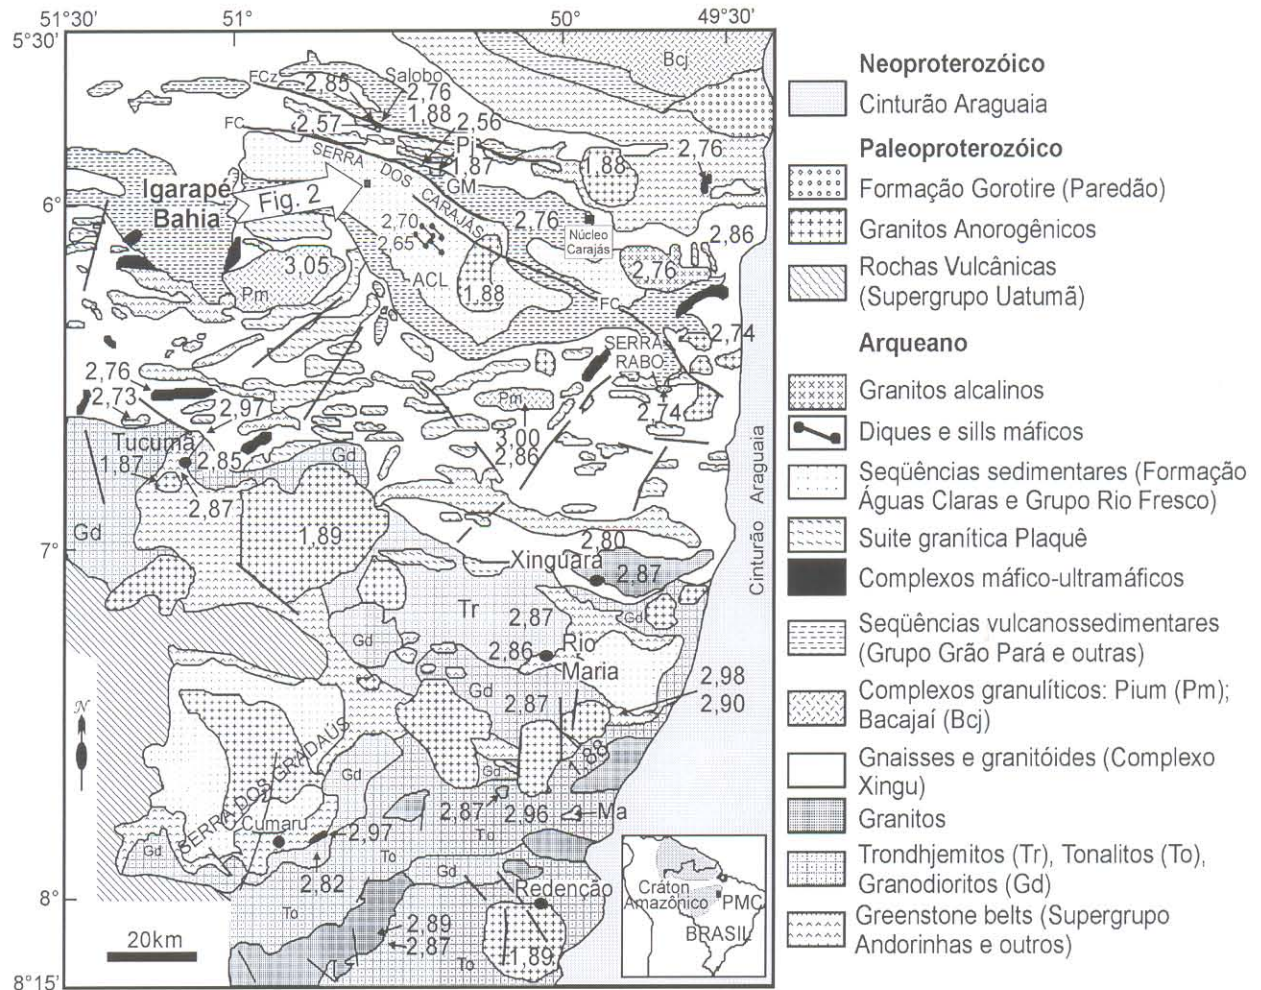 51°30'
51°
50°
49°30'
5°30'
Bcj
FCz
2,85
Salobo
2,76
1,88
FC
2,57
2,56
Pj
1,87
GM
1,88
2,76
SERRA DOS CARAJÁS
Igarapé
Bahia
Fig. 2
6°
2,70
2,65
2,76
Núcleo
Carajás
2,86
3,05
Pm
ACL
1,88
2,76
FC
2,74
SERRA
RABO
2,76
2,73
2,97
Pm
2,74
3,00
2,86
Tucumã
1,87
2,85
Gd
2,87
Gd
1,89
Cinturão Araguaia
7°
2,80
Xinguara
2,87
Tr
2,87
Gd
Gd
2,86
Rio
Maria
2,98
2,90
Gd
2,87
1,88
SERRA DOS GRADAÚS
Gd
Gd
2,87
2,96
Ma
Cumaru
2,97
To
Gd
To
2,82
Gd
8°
Redenção
To
2,89
2,87
To
1,89
20km
8°15'
N
Cráton
Amazônico
PMC
BRASIL
Neoproterozóico
Cinturão Araguaia
Paleoproterozóico
Formação Gorotire (Paredão)
Granitos Anorogênicos
Rochas Vulcânicas
(Supergrupo Uatumã)
Arqueano
Granitos alcalinos
Diques e sills máficos
Seqüências sedimentares (Formação
Águas Claras e Grupo Rio Fresco)
Suite granítica Plaquê
Complexos máfico-ultramáficos
Seqüências vulcanossedimentares
(Grupo Grão Pará e outras)
Complexos granulíticos: Pium (Pm);
Bacajaí (Bcj)
Gnaisses e granitóides (Complexo
Xingu)
Granitos
Trondhjemitos (Tr), Tonalitos (To),
Granodioritos (Gd)
Greenstone belts (Supergrupo
Andorinhas e outros)